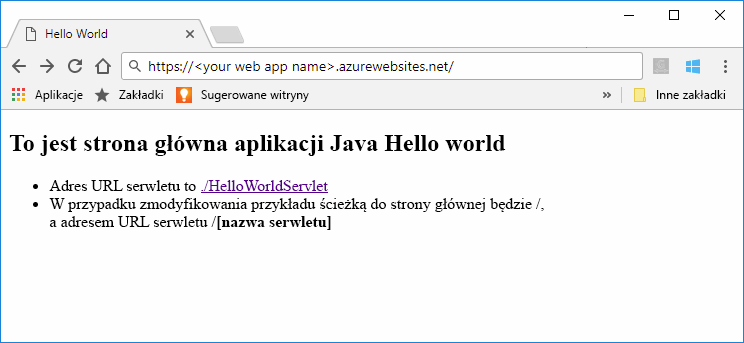 Hello World
https://<your web app name>.azurewebsites.net/
Aplikacje Zakładki Sugerowane witryny » Inne zakładki
To jest strona główna aplikacji Java Hello world
• Adres URL serwletu to ./HelloWorldServlet
• W przypadku zmodyfikowania przykładu ścieżką do strony głównej będzie /,
a adresem URL serwletu /[nazwa serwletu]